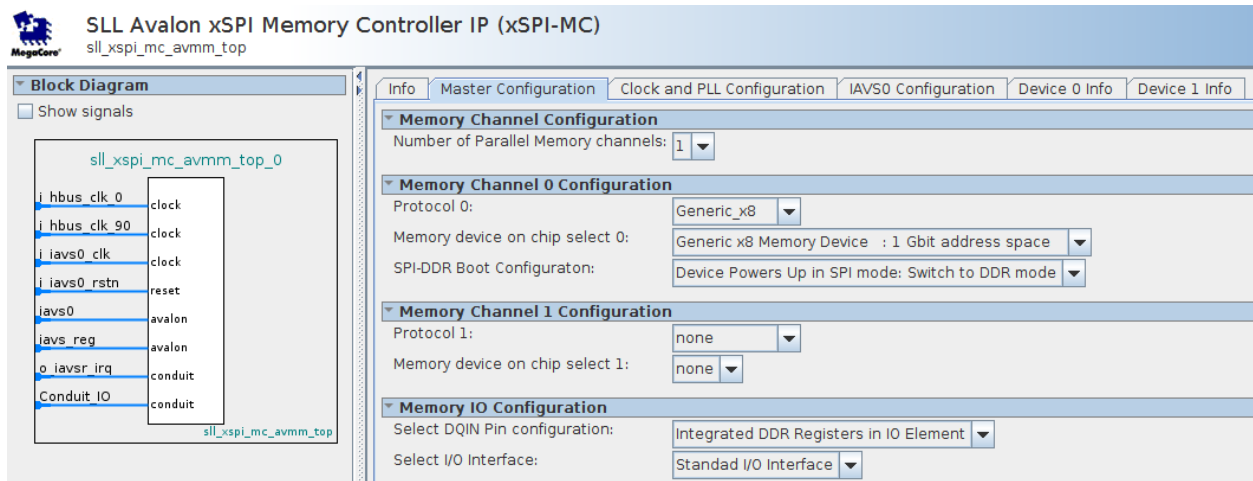 SLL Avalon xSPI Memory Controller IP (xSPI-MC)
MegaCore'
sll_xspi_mc_avmm_top
Block Diagram
Show signals
sll_xspi_mc_avmm_top_0
i_hbus_clk_0
clock
i_hbus_clk_90
clock
i_iavs0_clk
clock
i_iavs0_rstn
reset
iavs0
avalon
iavs_reg
avalon
o_iavsr_irq
conduit
Conduit_IO
conduit
sll_xspi_mc_avmm_top
Info Master Configuration Clock and PLL Configuration IAVS0 Configuration Device 0 Info Device 1 Info
Memory Channel Configuration
Number of Parallel Memory channels: 1
Memory Channel 0 Configuration
Protocol 0: Generic_x8
Memory device on chip select 0: Generic x8 Memory Device : 1 Gbit address space
SPI-DDR Boot Configuraton: Device Powers Up in SPI mode: Switch to DDR mode
Memory Channel 1 Configuration
Protocol 1: none
Memory device on chip select 1: none
Memory IO Configuration
Select DQIN Pin configuration: Integrated DDR Registers in IO Element
Select I/O Interface: Standad I/O Interface